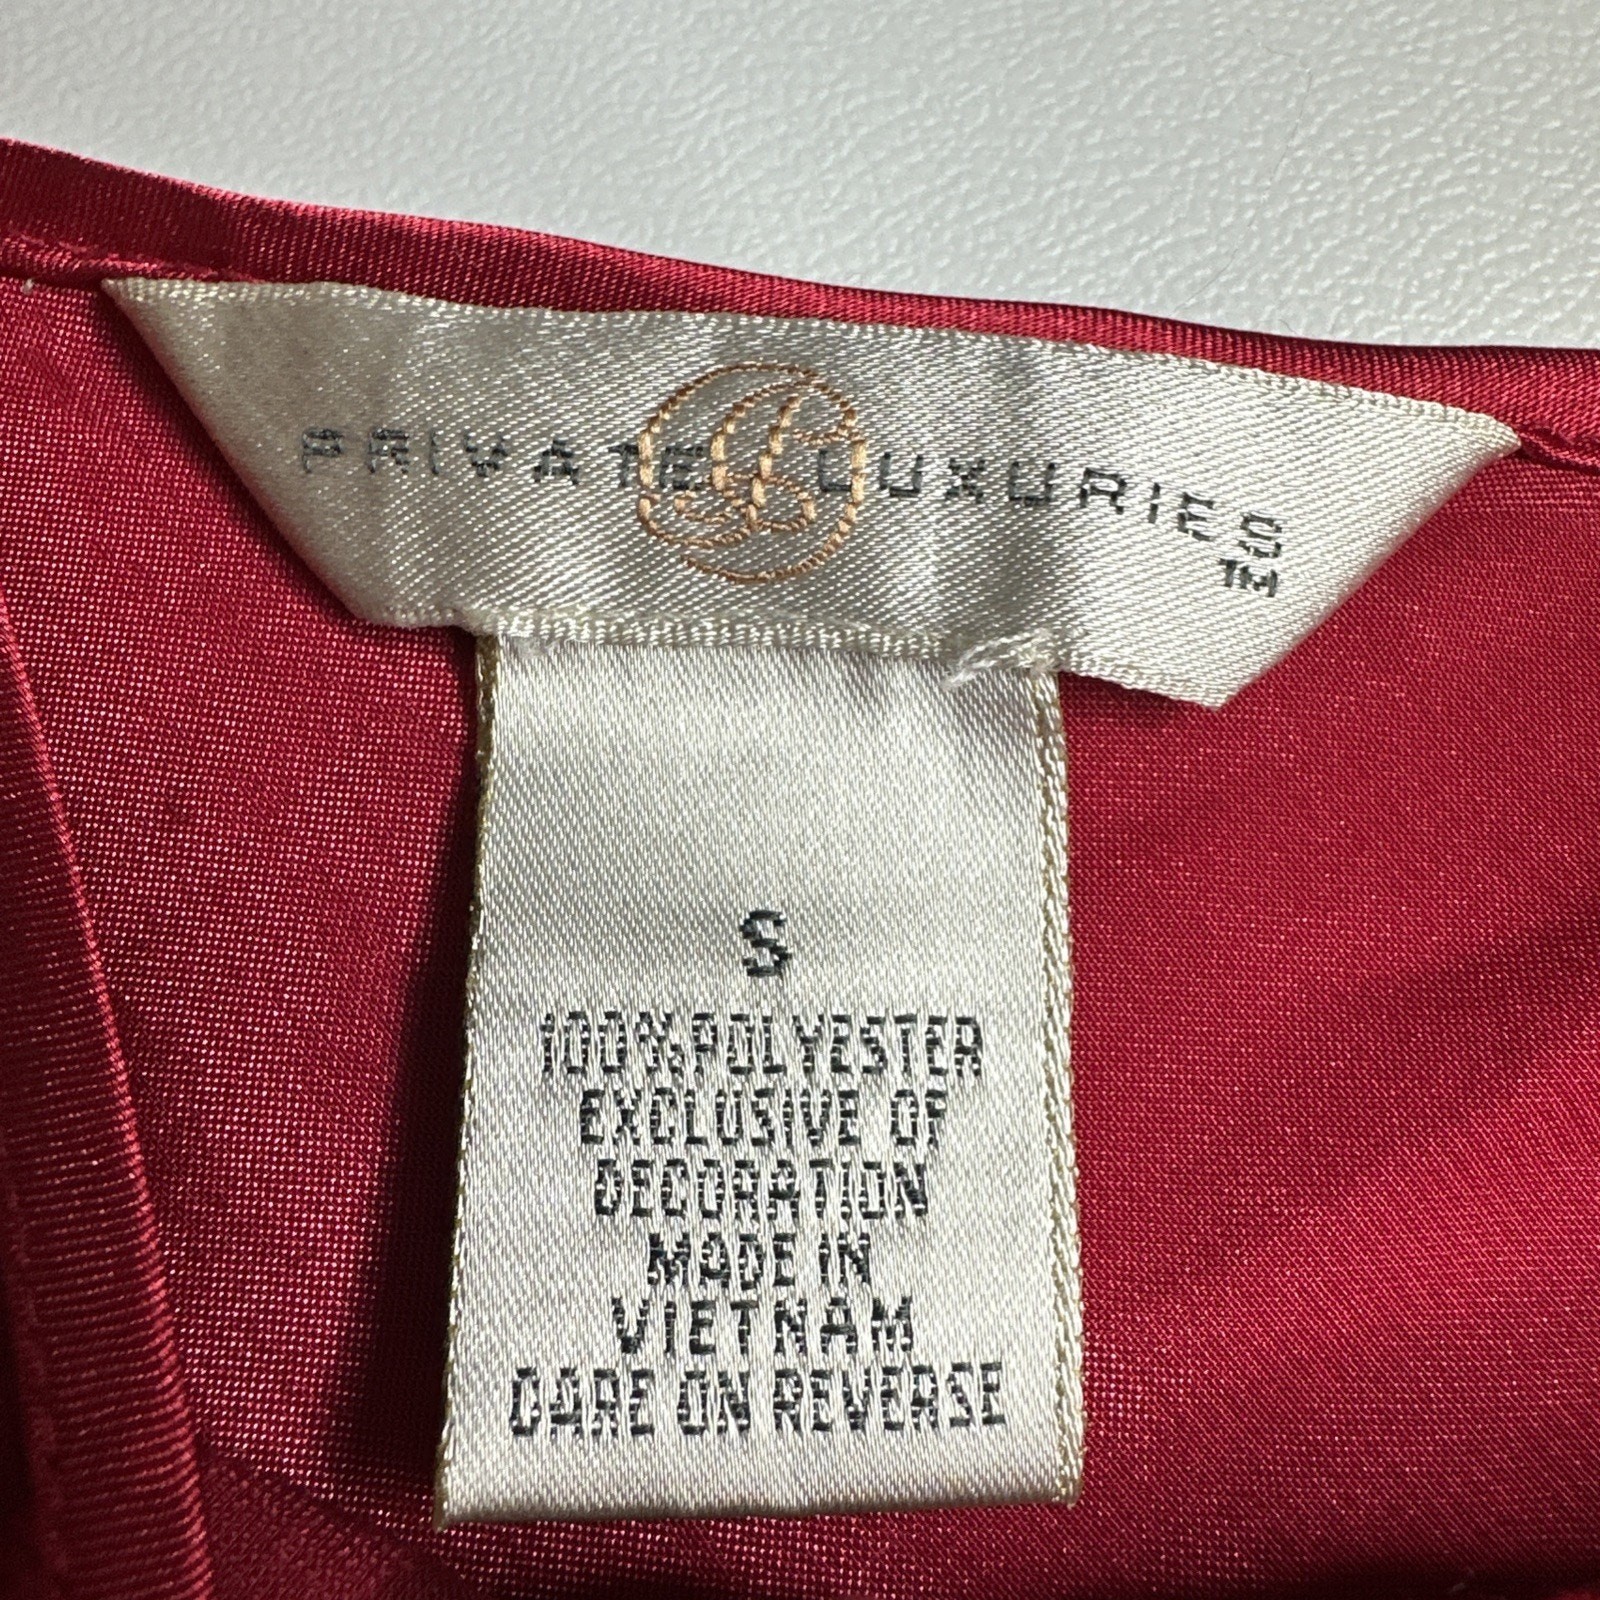 PRIVATE LUXURIES
TM
S
100% POLYESTER
EXCLUSIVE OF
DECORATION
MADE IN
VIETNAM
CARE ON REVERSE